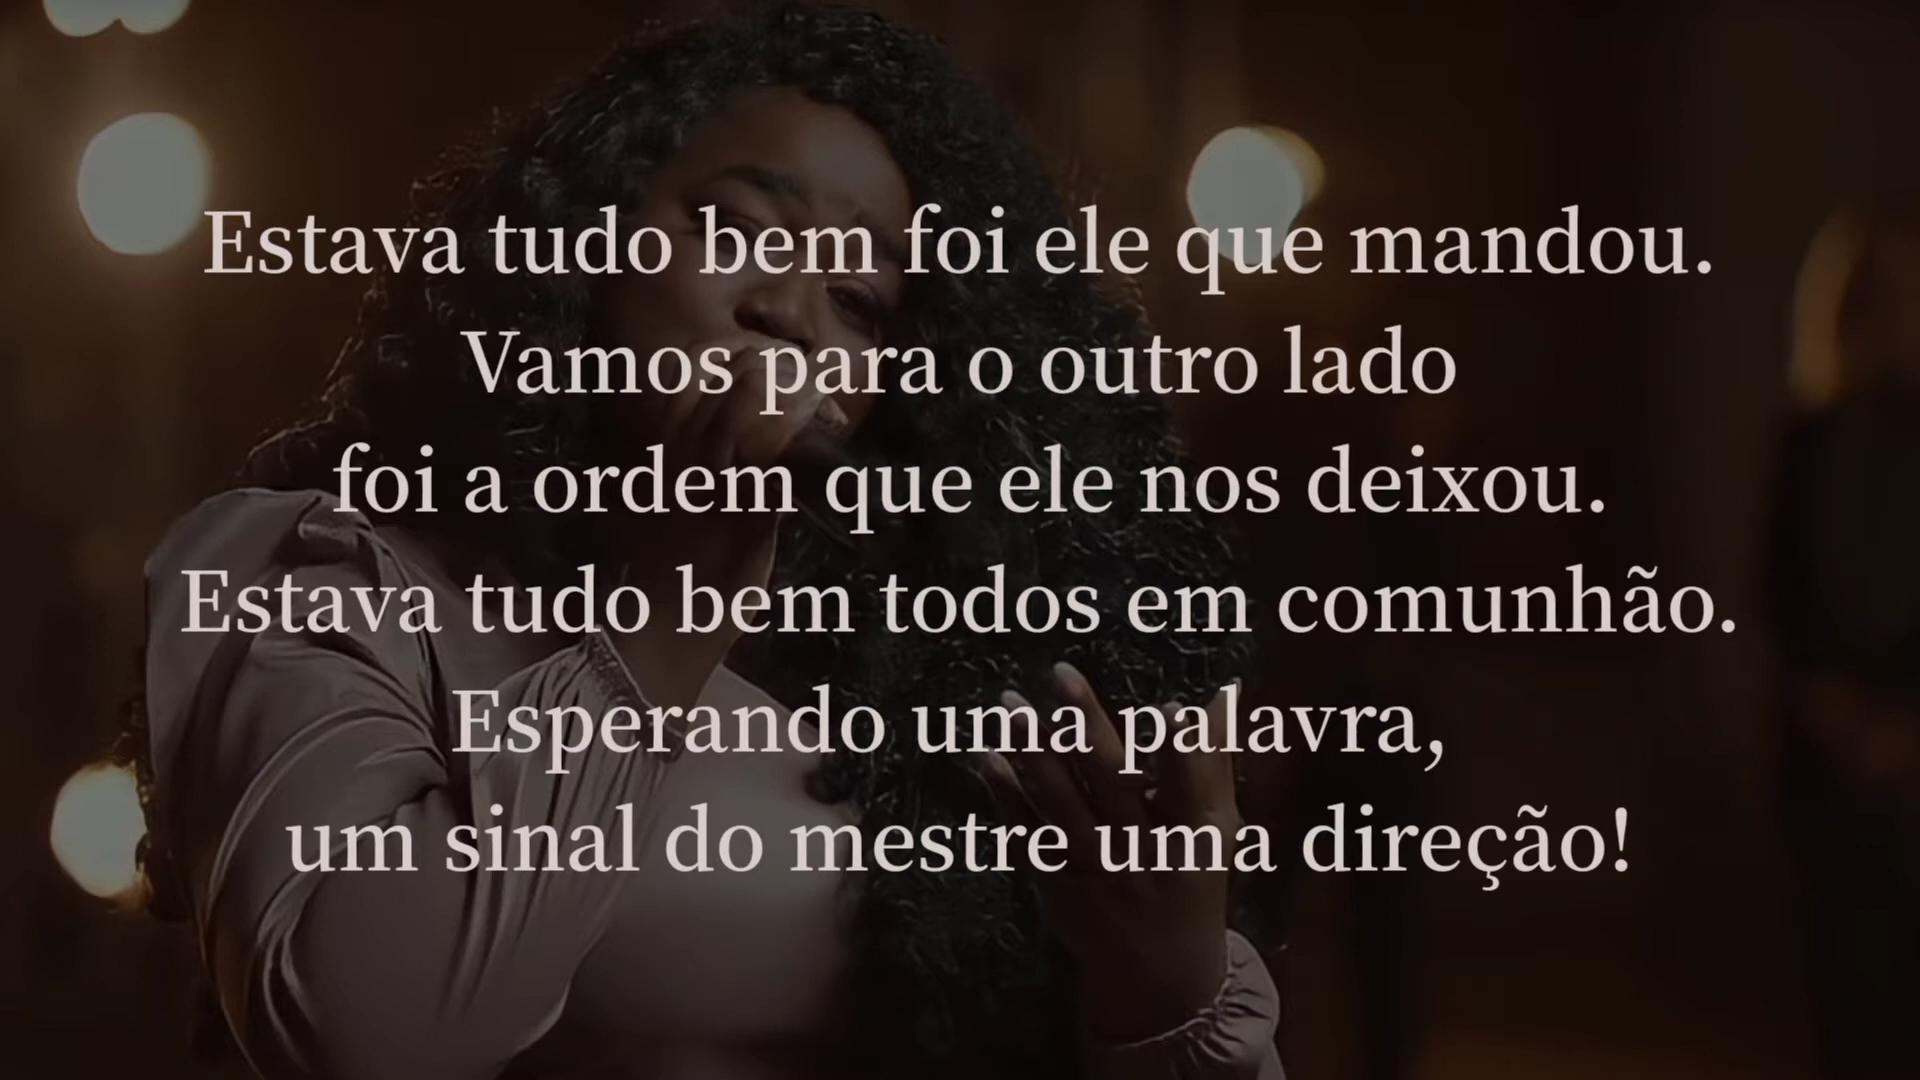 Estava tudo bem foi ele que mandou.
Vamos para o outro lado
foi a ordem que ele nos deixou.
Estava tudo bem todos em comunhão.
Esperando uma palavra,
um sinal do mestre uma direção!